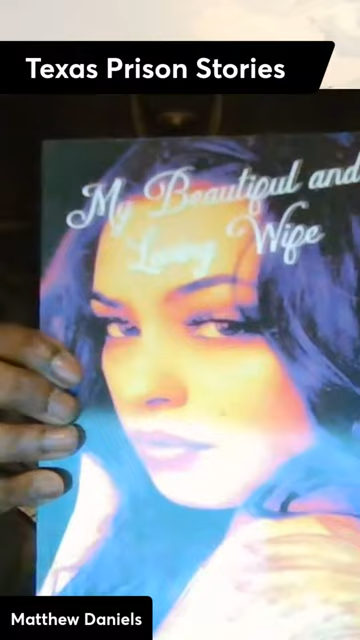 Texas Prison Stories
My Beautiful and
Loving Wife
Matthew Daniels